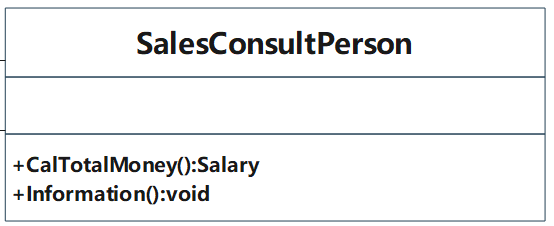 SalesConsultPerson
+CalTotalMoney():Salary
+Information():void